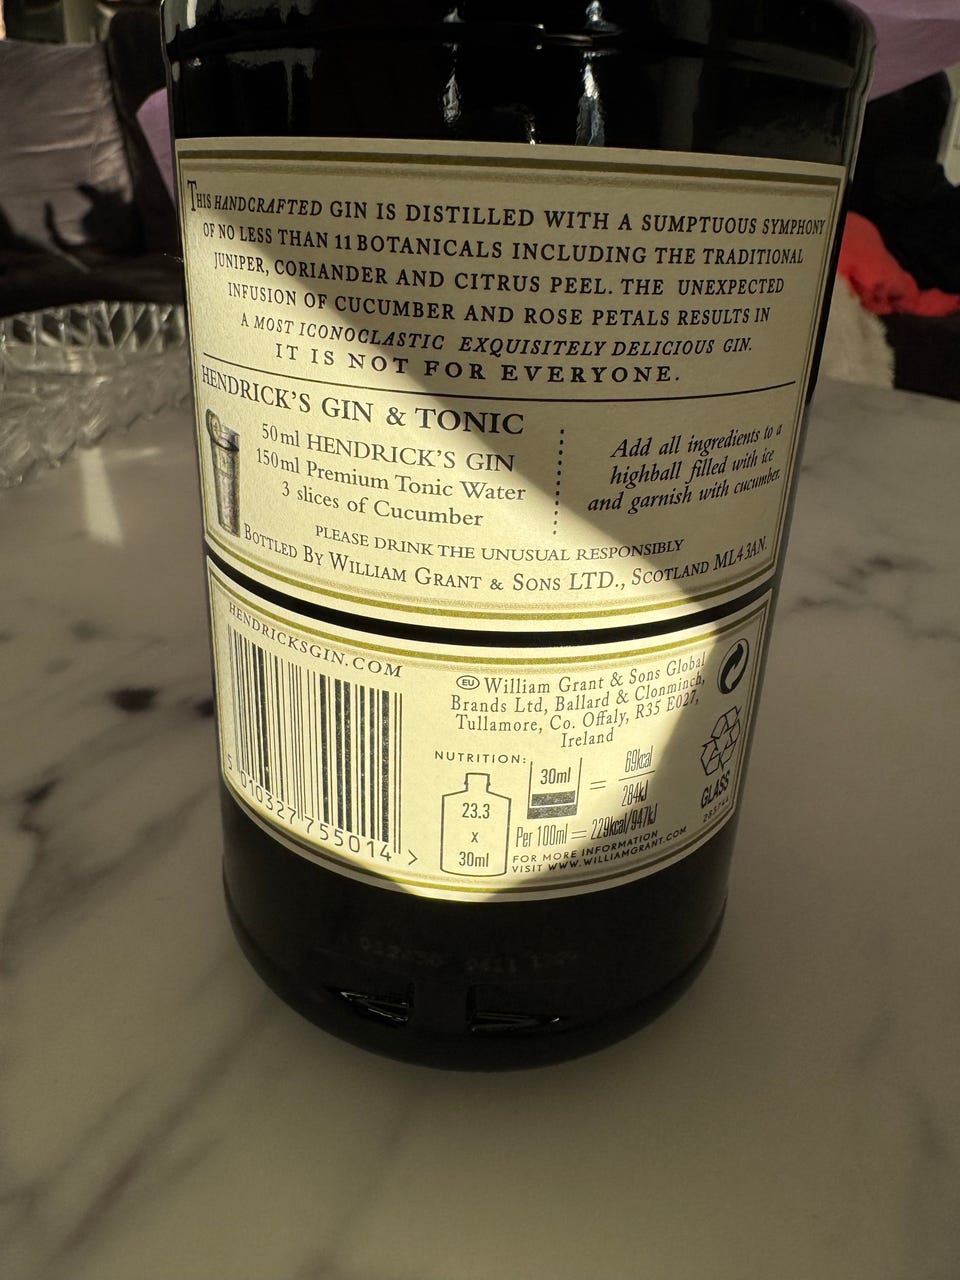 THIS HANDCRAFTED GIN IS DISTILLED WITH A SUMPTUOUS SYMPHONY
OF NO LESS THAN 11 BOTANICALS INCLUDING THE TRADITIONAL
JUNIPER, CORIANDER AND CITRUS PEEL. THE UNEXPECTED
INFUSION OF CUCUMBER AND ROSE PETALS RESULTS IN
A MOST ICONOCLASTIC EXQUISITELY DELICIOUS GIN.
IT IS NOT FOR EVERYONE.
HENDRICK'S GIN & TONIC
50ml HENDRICK'S GIN
150ml Premium Tonic Water
3 slices of Cucumber
Add all ingredients to a
highball filled with ice
and garnish with cucumber.
PLEASE DRINK THE UNUSUAL RESPONSIBLY
BOTTLED BY WILLIAM GRANT & SONS LTD., SCOTLAND ML4 3AN.
HENDRICKSGIN.COM
5 010327 755014 >
EU William Grant & Sons Global
Brands Ltd, Ballard & Clonminch,
Tullamore, Co. Offaly, R35 E027,
Ireland
NUTRITION:
23.3
x
30ml
30ml = 69kcal
284kJ
Per 100ml = 229kcal/947kJ
FOR MORE INFORMATION
VISIT WWW.WILLIAMGRANT.COM
GLASS